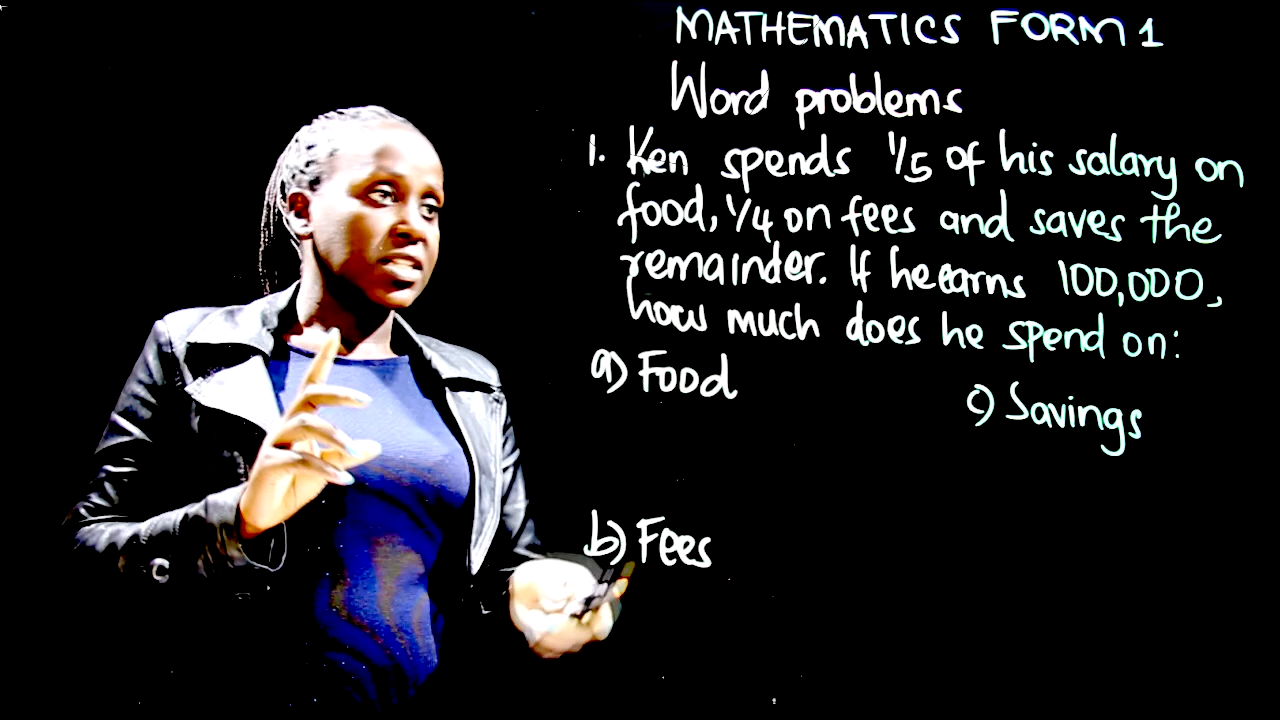 MATHEMATICS FORM 1
Word problems
1. Ken spends 1/5 of his salary on
food, 1/4 on fees and saves the
remainder. If he earns 100,000,
how much does he spend on:
a) Food
c) Savings
b) Fees